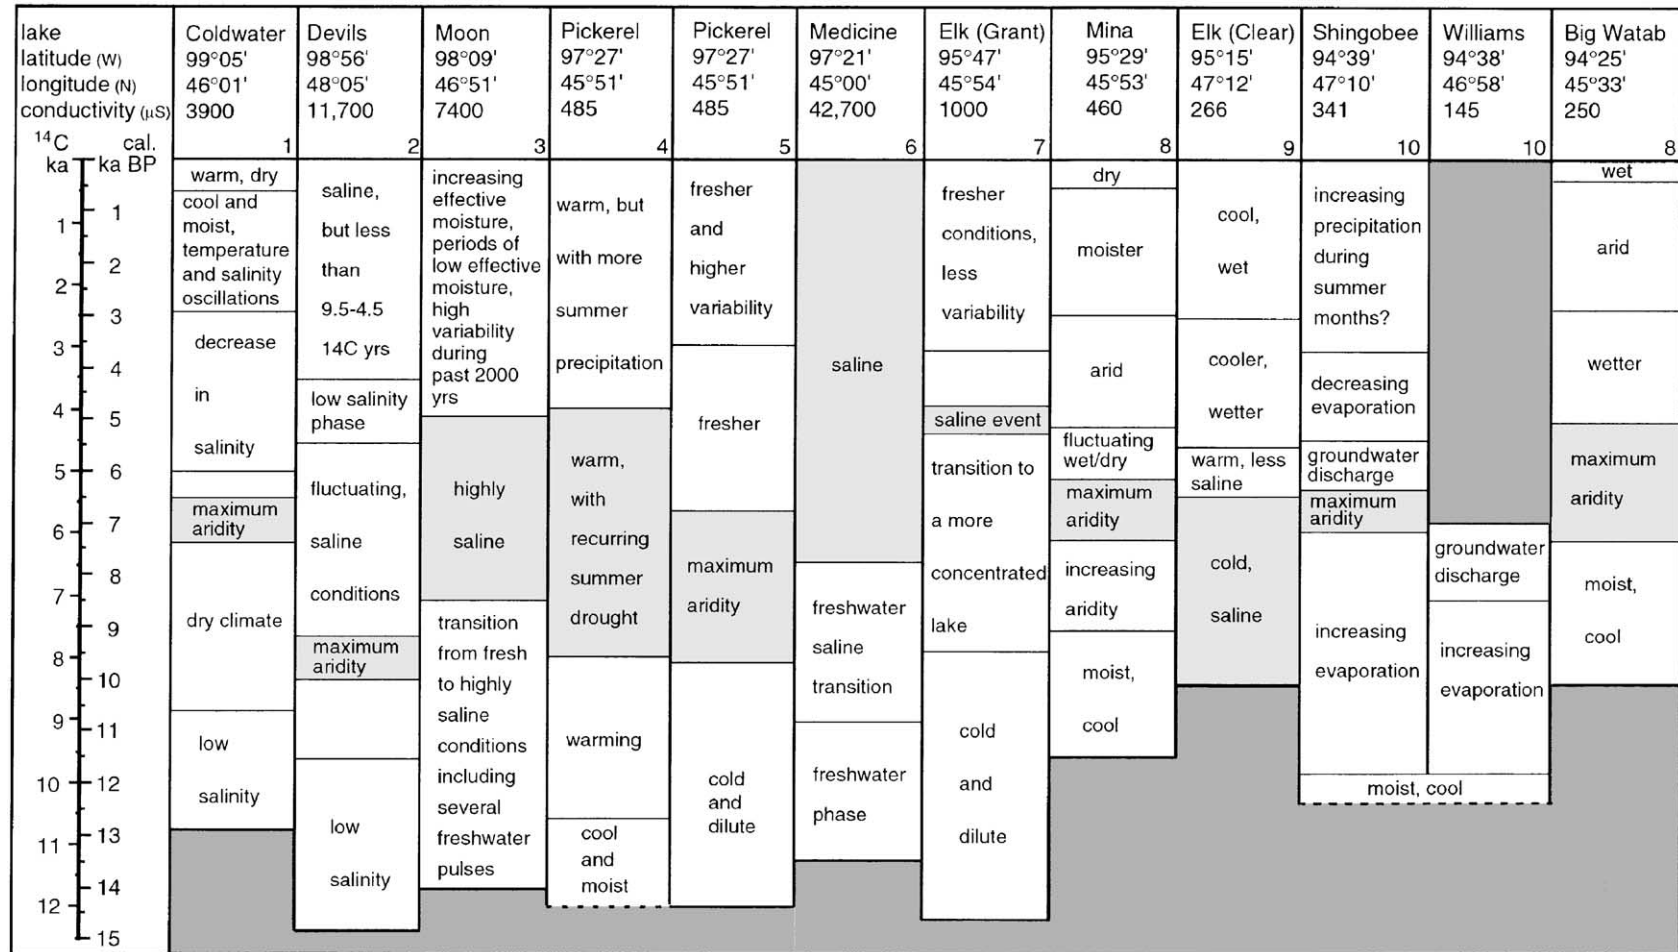 lake
latitude (W)
longitude (N)
conductivity (µS)
14C cal.
ka ka BP
1
2
3
4
5
6
7
8
9
10
11
12
1
2
3
4
5
6
7
8
9
10
11
12
13
14
15
Coldwater
99°05'
46°01'
3900
1
warm, dry
cool and
moist,
temperature
and salinity
oscillations
decrease
in
salinity
maximum
aridity
dry climate
low
salinity
Devils
98°56'
48°05'
11,700
2
saline,
but less
than
9.5-4.5
14C yrs
low salinity
phase
fluctuating,
saline
conditions
maximum
aridity
low
salinity
Moon
98°09'
46°51'
7400
3
increasing
effective
moisture,
periods of
low effective
moisture,
high
variability
during
past 2000
yrs
highly
saline
transition
from fresh
to highly
saline
conditions
including
several
freshwater
pulses
Pickerel
97°27'
45°51'
485
4
warm, but
with more
summer
precipitation
warm,
with
recurring
summer
drought
warming
cool
and
moist
Pickerel
97°27'
45°51'
485
5
fresher
and
higher
variability
fresher
maximum
aridity
cold
and
dilute
Medicine
97°21'
45°00'
42,700
6
saline
freshwater
saline
transition
freshwater
phase
Elk (Grant)
95°47'
45°54'
1000
7
fresher
conditions,
less
variability
saline event
transition to
a more
concentrated
lake
cold
and
dilute
Mina
95°29'
45°53'
460
8
dry
moister
arid
fluctuating
wet/dry
maximum
aridity
increasing
aridity
moist,
cool
Elk (Clear)
95°15'
47°12'
266
9
cool,
wet
cooler,
wetter
warm, less
saline
cold,
saline
Shingobee
94°39'
47°10'
341
10
increasing
precipitation
during
summer
months?
decreasing
evaporation
groundwater
discharge
maximum
aridity
increasing
evaporation
Williams
94°38'
46°58'
145
10
groundwater
discharge
increasing
evaporation
moist, cool
Big Watab
94°25'
45°33'
250
8
wet
arid
wetter
maximum
aridity
moist,
cool